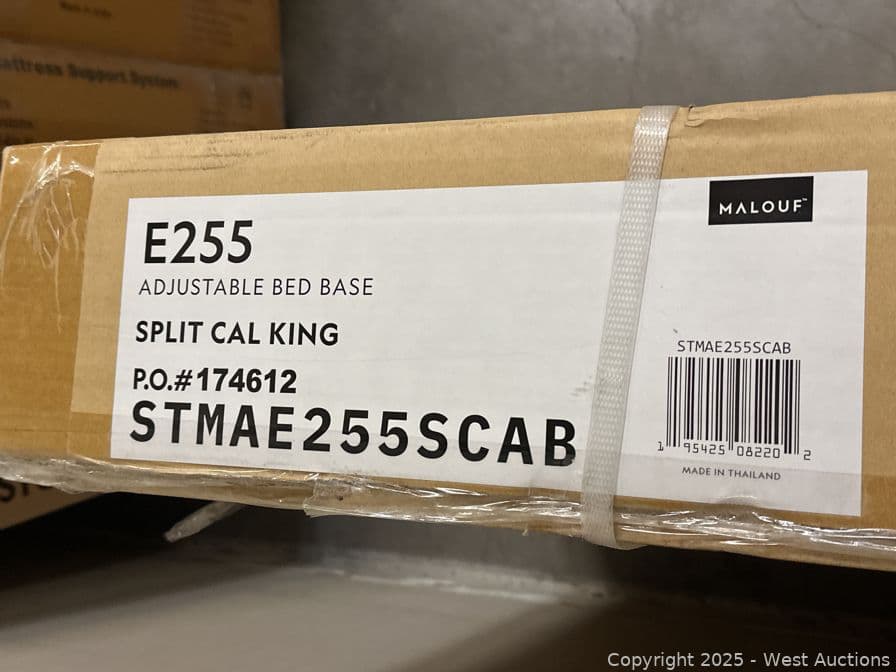 Mattress Support System
E255
ADJUSTABLE BED BASE
SPLIT CAL KING
P.O.#174612
STMAE255SCAB
MALOUF™
STMAE255SCAB
1 95425 08220 2
MADE IN THAILAND
Copyright 2025 - West Auctions